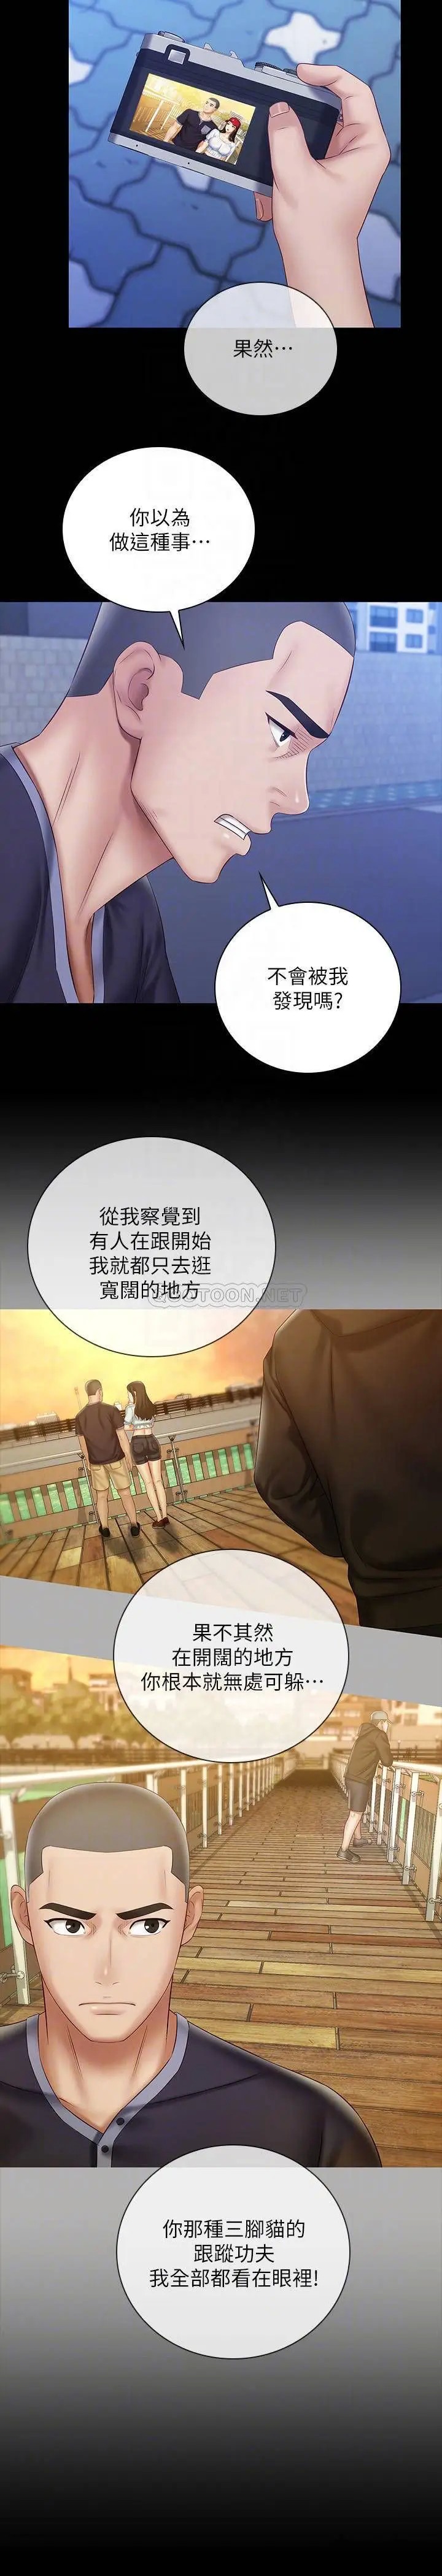 果然…
你以為
做這種事…
不會被我
發現嗎?
從我察覺到
有人在跟開始
我就都只去逛
寬闊的地方
果不其然
在開闊的地方
你根本就無處可躲…
你那種三腳貓的
跟蹤功夫
我全部都看在眼裡!